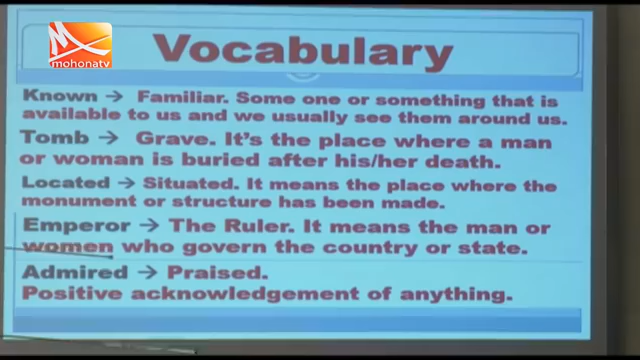 mohonatv
Vocabulary
Known → Familiar. Some one or something that is
available to us and we usually see them around us.
Tomb → Grave. It's the place where a man
or woman is buried after his/her death.
Located → Situated. It means the place where the
monument or structure has been made.
Emperor → The Ruler. It means the man or
women who govern the country or state.
Admired → Praised.
Positive acknowledgement of anything.